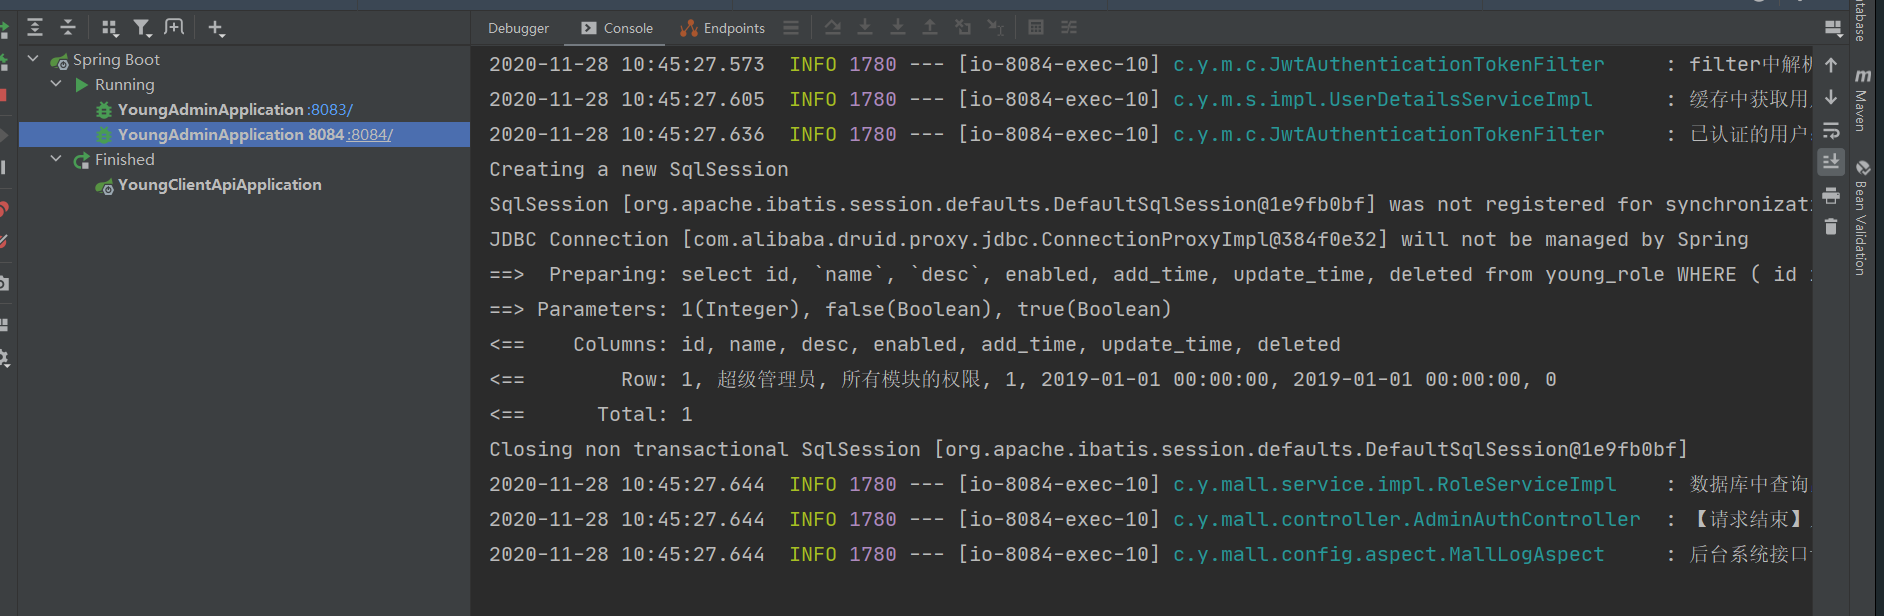 Debugger Console Endpoints
Spring Boot
Running
YoungAdminApplication :8083/
YoungAdminApplication 8084 :8084/
Finished
YoungClientApiApplication
2020-11-28 10:45:27.573  INFO 1780 --- [io-8084-exec-10] c.y.m.c.JwtAuthenticationTokenFilter     : filter中解析
2020-11-28 10:45:27.605  INFO 1780 --- [io-8084-exec-10] c.y.m.s.impl.UserDetailsServiceImpl      : 缓存中获取用
2020-11-28 10:45:27.636  INFO 1780 --- [io-8084-exec-10] c.y.m.c.JwtAuthenticationTokenFilter     : 已认证的用户
Creating a new SqlSession
SqlSession [org.apache.ibatis.session.defaults.DefaultSqlSession@1e9fb0bf] was not registered for synchronizati
JDBC Connection [com.alibaba.druid.proxy.jdbc.ConnectionProxyImpl@384f0e32] will not be managed by Spring
==>  Preparing: select id, `name`, `desc`, enabled, add_time, update_time, deleted from young_role WHERE ( id
==> Parameters: 1(Integer), false(Boolean), true(Boolean)
<==    Columns: id, name, desc, enabled, add_time, update_time, deleted
<==        Row: 1, 超级管理员, 所有模块的权限, 1, 2019-01-01 00:00:00, 2019-01-01 00:00:00, 0
<==      Total: 1
Closing non transactional SqlSession [org.apache.ibatis.session.defaults.DefaultSqlSession@1e9fb0bf]
2020-11-28 10:45:27.644  INFO 1780 --- [io-8084-exec-10] c.y.mall.service.impl.RoleServiceImpl    : 数据库中查询
2020-11-28 10:45:27.644  INFO 1780 --- [io-8084-exec-10] c.y.mall.controller.AdminAuthController  : 【请求结束】
2020-11-28 10:45:27.644  INFO 1780 --- [io-8084-exec-10] c.y.mall.config.aspect.MallLogAspect     : 后台系统接口
atabase
Maven
Bean Validation